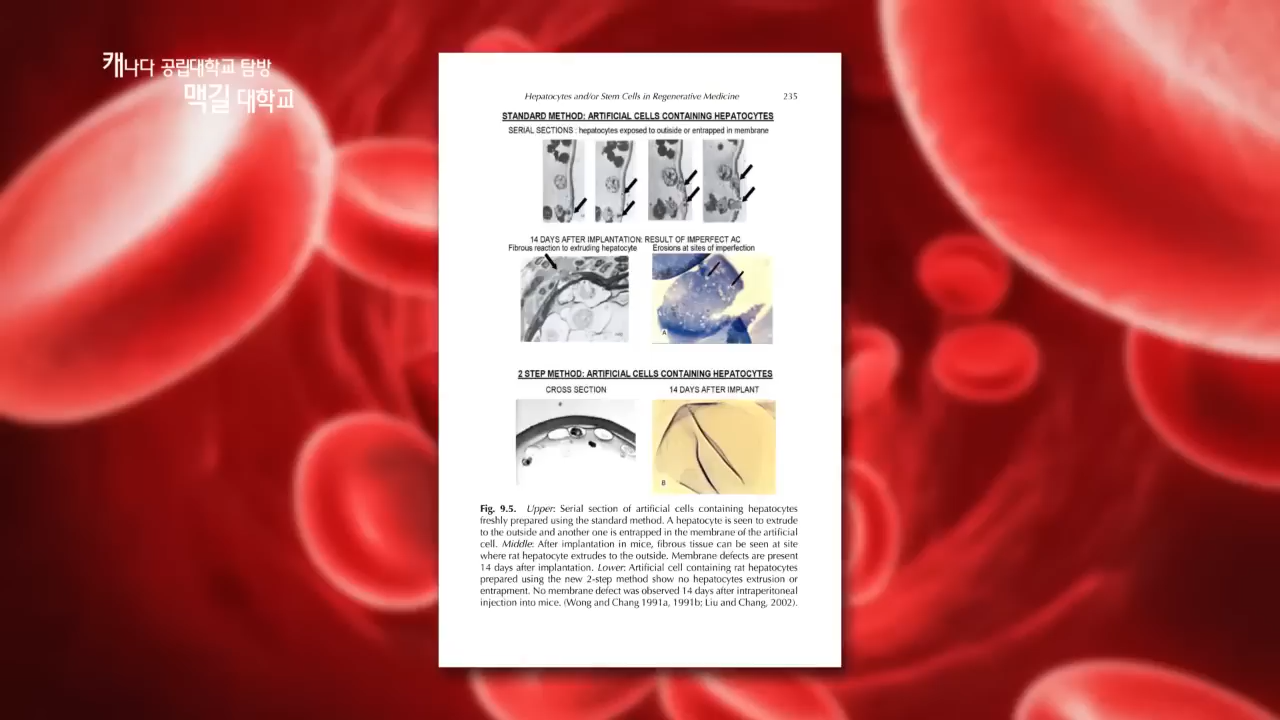 캐나다 공립대학교 탐방
맥길 대학교
Hepatocytes and/or Stem Cells in Regenerative Medicine 235
STANDARD METHOD: ARTIFICIAL CELLS CONTAINING HEPATOCYTES
SERIAL SECTIONS : hepatocytes exposed to outiside or entrapped in membrane
14 DAYS AFTER IMPLANTATION: RESULT OF IMPERFECT AC
Fibrous reaction to extruding hepatocyte Erosions at sites of imperfection
A
2 STEP METHOD: ARTIFICIAL CELLS CONTAINING HEPATOCYTES
CROSS SECTION 14 DAYS AFTER IMPLANT
B
Fig. 9.5. Upper: Serial section of artificial cells containing hepatocytes
freshly prepared using the standard method. A hepatocyte is seen to extrude
to the outside and another one is entrapped in the membrane of the artificial
cell. Middle: After implantation in mice, fibrous tissue can be seen at site
where rat hepatocyte extrudes to the outside. Membrane defects are present
14 days after implantation. Lower: Artificial cell containing rat hepatocytes
prepared using the new 2-step method show no hepatocytes extrusion or
entrapment. No membrane defect was observed 14 days after intraperitoneal
injection into mice. (Wong and Chang 1991a, 1991b; Liu and Chang, 2002).